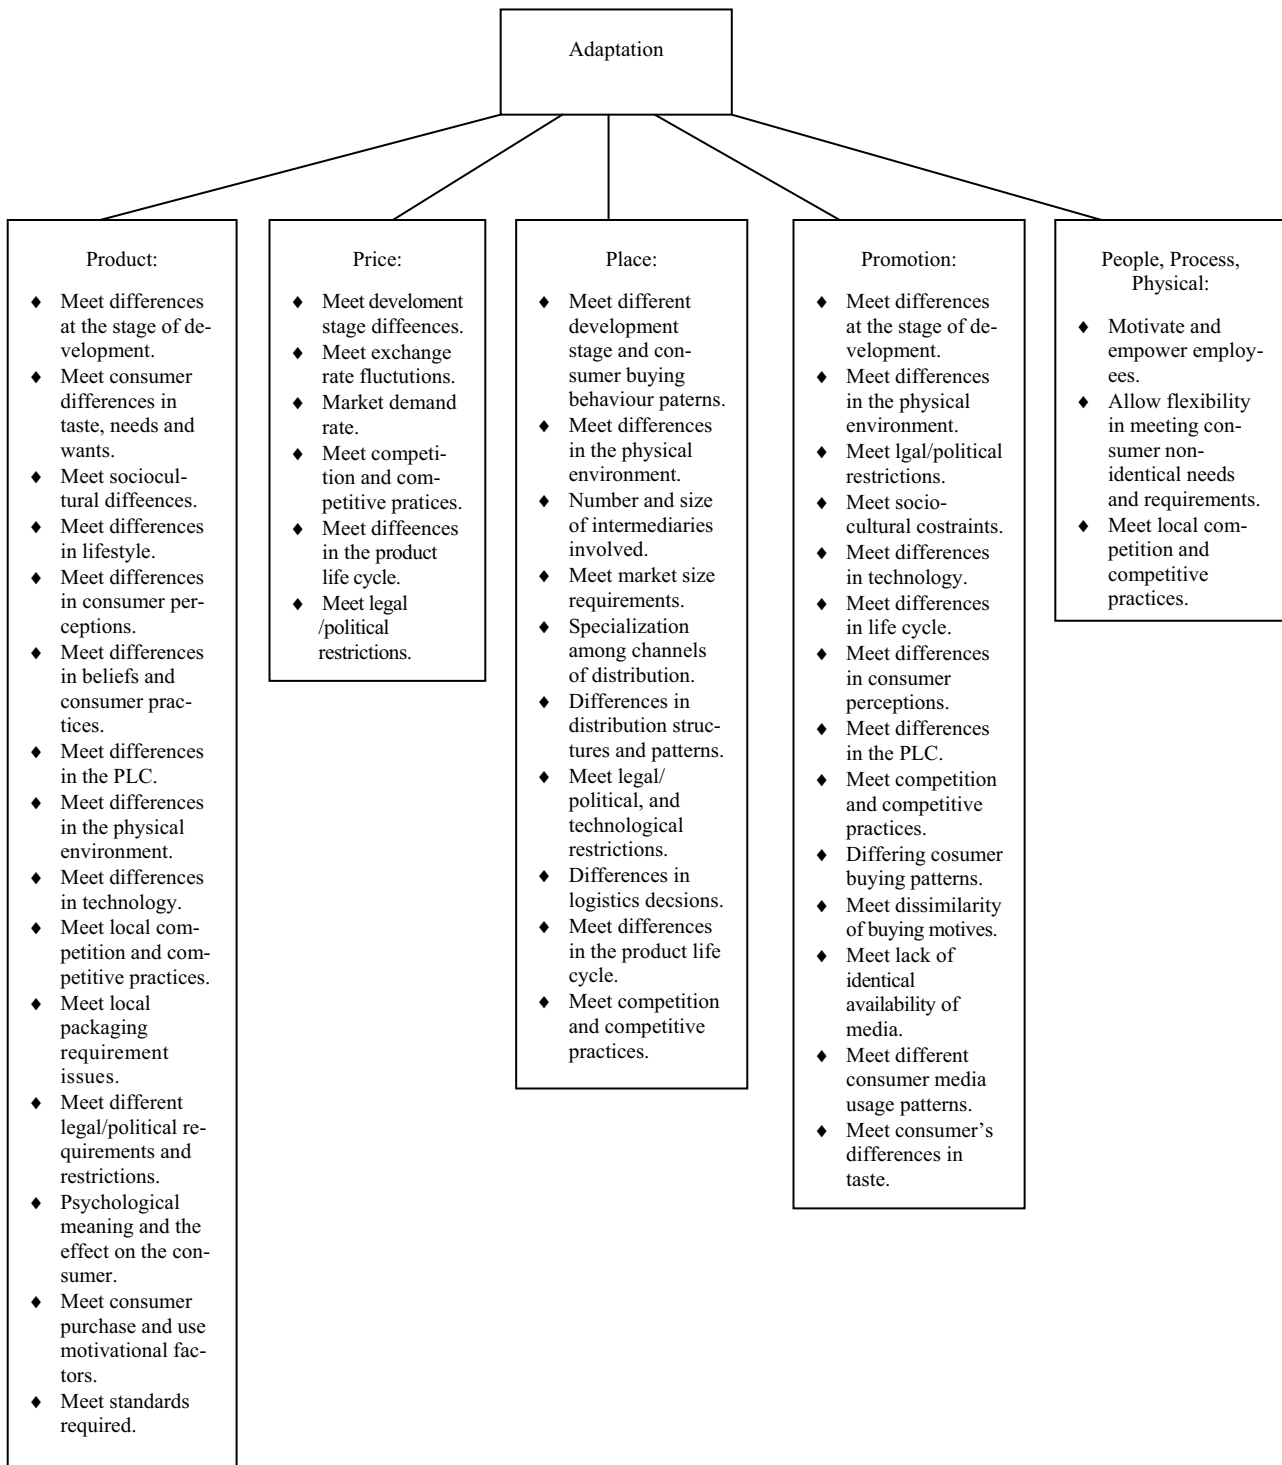 Adaptation
Product:
♦ Meet differences
at the stage of de-
velopment.
♦ Meet consumer
differences in
taste, needs and
wants.
♦ Meet sociocul-
tural diffeences.
♦ Meet differences
in lifestyle.
♦ Meet differences
in consumer per-
ceptions.
♦ Meet differences
in beliefs and
consumer prac-
tices.
♦ Meet differences
in the PLC.
♦ Meet differences
in the physical
environment.
♦ Meet differences
in technology.
♦ Meet local com-
petition and com-
petitive practices.
♦ Meet local
packaging
requirement
issues.
♦ Meet different
legal/political re-
quirements and
restrictions.
♦ Psychological
meaning and the
effect on the con-
sumer.
♦ Meet consumer
purchase and use
motivational fac-
tors.
♦ Meet standards
required.
Price:
♦ Meet develoment
stage diffeences.
♦ Meet exchange
rate fluctutions.
♦ Market demand
rate.
♦ Meet competi-
tion and com-
petitive pratices.
♦ Meet diffeences
in the product
life cycle.
♦ Meet legal
/political
restrictions.
Place:
♦ Meet different
development
stage and con-
sumer buying
behaviour paterns.
♦ Meet differences
in the physical
environment.
♦ Number and size
of intermediaries
involved.
♦ Meet market size
requirements.
♦ Specialization
among channels
of distribution.
♦ Differences in
distribution struc-
tures and patterns.
♦ Meet legal/
political, and
technological
restrictions.
♦ Differences in
logistics decsions.
♦ Meet differences
in the product life
cycle.
♦ Meet competition
and competitive
practices.
Promotion:
♦ Meet differences
at the stage of de-
velopment.
♦ Meet differences
in the physical
environment.
♦ Meet lgal/political
restrictions.
♦ Meet socio-
cultural costraints.
♦ Meet differences
in technology.
♦ Meet differences
in life cycle.
♦ Meet differences
in consumer
perceptions.
♦ Meet differences
in the PLC.
♦ Meet competition
and competitive
practices.
♦ Differing cosumer
buying patterns.
♦ Meet dissimilarity
of buying motives.
♦ Meet lack of
identical
availability of
media.
♦ Meet different
consumer media
usage patterns.
♦ Meet consumer’s
differences in
taste.
People, Process,
Physical:
♦ Motivate and
empower employ-
ees.
♦ Allow flexibility
in meeting con-
sumer non-
identical needs
and requirements.
♦ Meet local com-
petition and
competitive
practices.